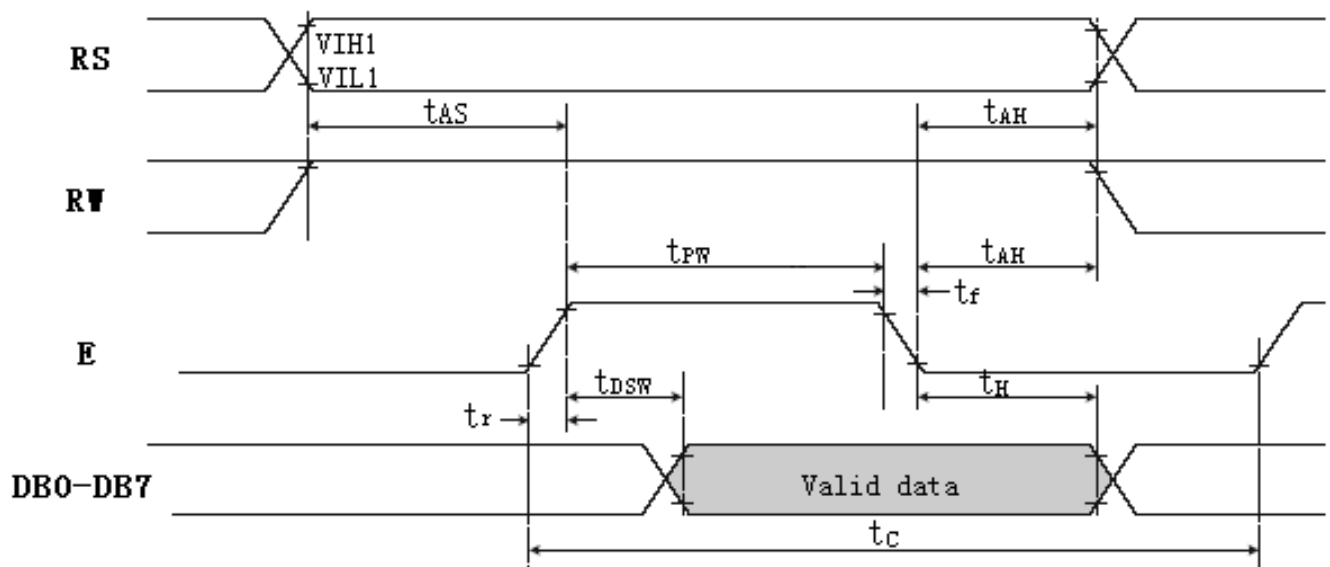 RS
VIH1
VIL1
tAS
tAH
RW
tPW
tAH
tf
E
tDSW
tH
tr
DB0-DB7
Valid data
tC